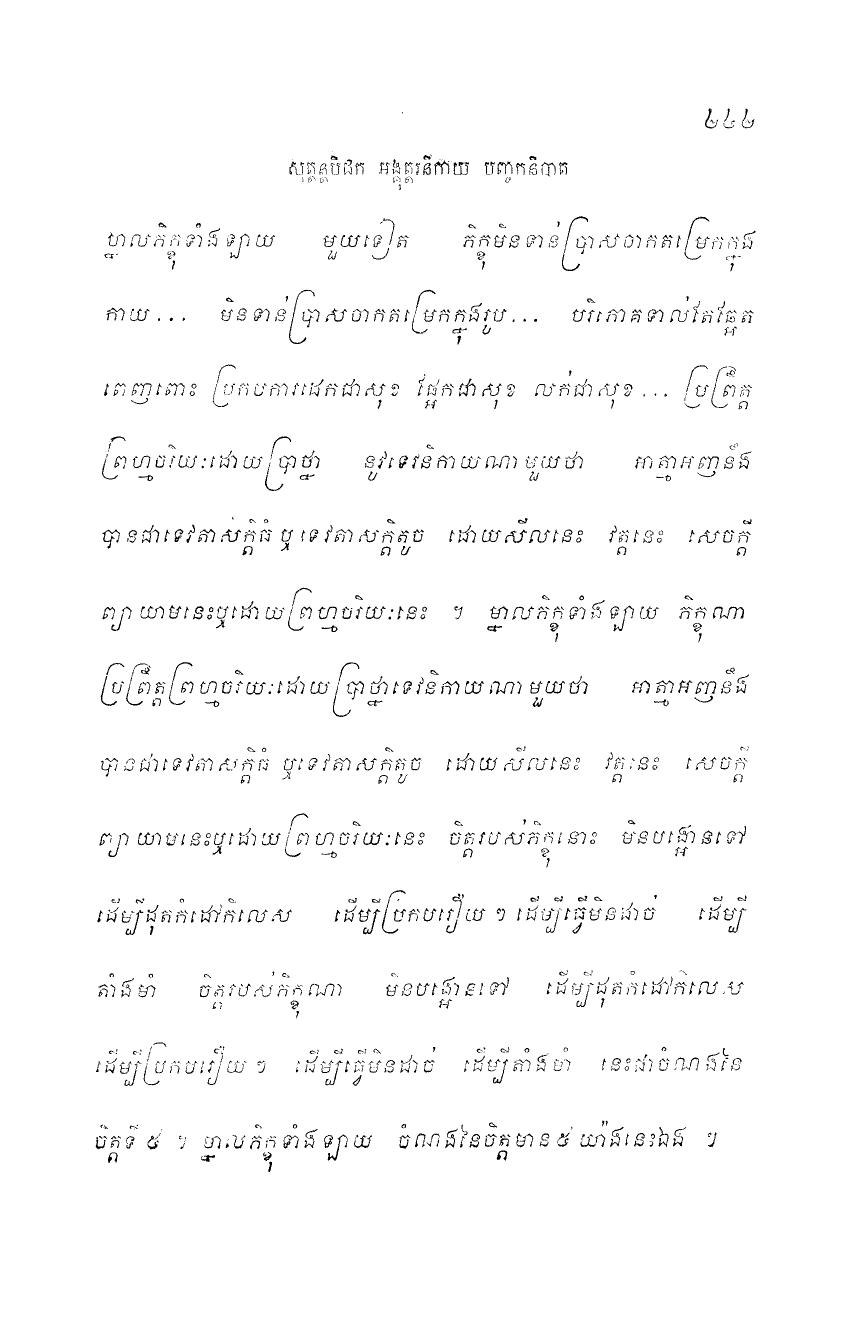 ២៤២
សុត្តន្តបិដក អង្គុត្តរនិកាយ បញ្ចកនិបាត
ម្នាលភិក្ខុទាំងឡាយ មួយទៀត ភិក្ខុមិនទាន់ប្រាសចាកតម្រេកក្នុង
កាយ... មិនទាន់ប្រាសចាកតម្រេកក្នុងរូប... បរិភោគទាល់តែឆ្អែត
ពេញពោះ ប្រកបការដេកជាសុខ ផ្អែកជាសុខ លក់ជាសុខ... ប្រព្រឹត្ត
ព្រហ្មចរិយៈដោយប្រាថ្នា នូវទេវនិកាយណាមួយថា អាត្មាអញនឹង
បានជាទេវតាសក្តិធំ ឬ ទេវតាសក្តិតូច ដោយសីលនេះ វត្តនេះ សេចក្តី
ព្យាយាមនេះឬដោយព្រហ្មចរិយៈនេះ ។ ម្នាលភិក្ខុទាំងឡាយ ភិក្ខុណា
ប្រព្រឹត្តព្រហ្មចរិយៈដោយប្រាថ្នាទេវនិកាយណាមួយថា អាត្មាអញនឹង
បានជាទេវតាសក្តិធំ ឬទេវតាសក្តិតូច ដោយសីលនេះ វត្តនេះ សេចក្តី
ព្យាយាមនេះឬដោយព្រហ្មចរិយៈនេះ ចិត្តរបស់ភិក្ខុនោះ មិនបង្អោនទៅ
ដើម្បីដុតកំដៅកិលេស ដើម្បីប្រកបរឿយ ៗ ដើម្បីធ្វើមិនដាច់ ដើម្បី
តាំងមាំ ចិត្តរបស់ភិក្ខុណា មិនបង្អោនទៅ ដើម្បីដុតកំដៅកិលេស
ដើម្បីប្រកបរឿយ ៗ ដើម្បីធ្វើមិនដាច់ ដើម្បីតាំងមាំ នេះជាចំណងនៃ
ចិត្តទី ៥ ។ ម្នាលភិក្ខុទាំងឡាយ ចំណងនៃចិត្តមាន ៥ យ៉ាងនេះឯង ។